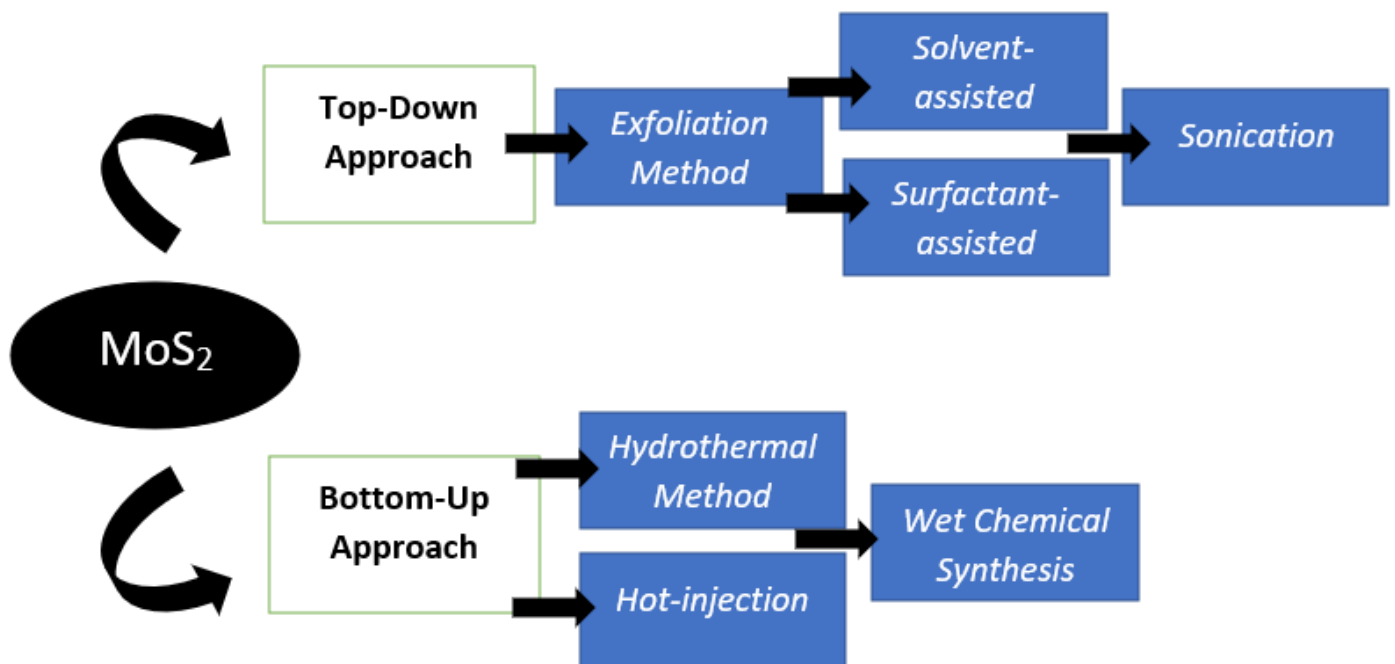 Top-Down
Approach
Exfoliation
Method
Solvent-
assisted
Surfactant-
assisted
Sonication
MoS₂
Bottom-Up
Approach
Hydrothermal
Method
Hot-injection
Wet Chemical
Synthesis